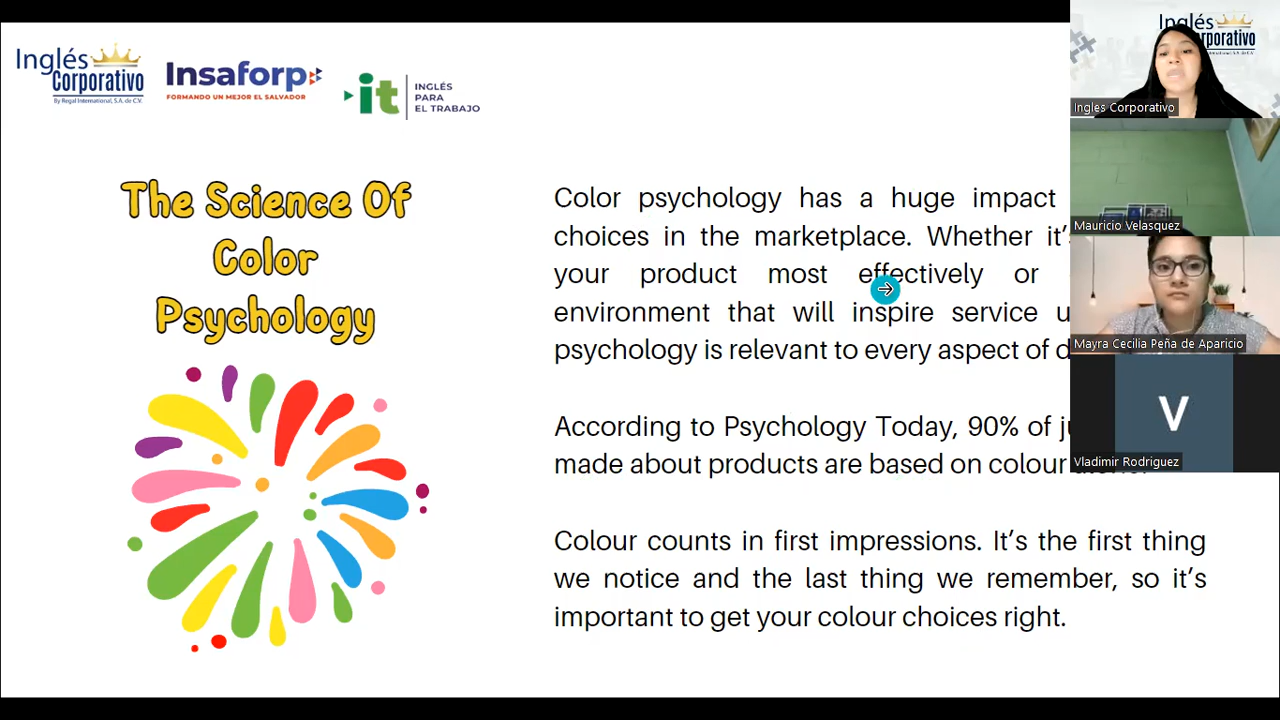 Inglés
Corporativo
By Regal International, S.A. de C.V.
Insaforp
FORMANDO UN MEJOR EL SALVADOR
it
INGLÉS
PARA
EL TRABAJO
The Science Of
Color
Psychology
Color psychology has a huge impact
choices in the marketplace. Whether it's
your product most effectively or
environment that will inspire service
psychology is relevant to every aspect of
According to Psychology Today, 90% of
made about products are based on colour
Colour counts in first impressions. It's the first thing
we notice and the last thing we remember, so it's
important to get your colour choices right.
Inglés
Corporativo
Ingles Corporativo
Mauricio Velasquez
Mayra Cecilia Peña de Aparicio
V
Vladimir Rodriguez